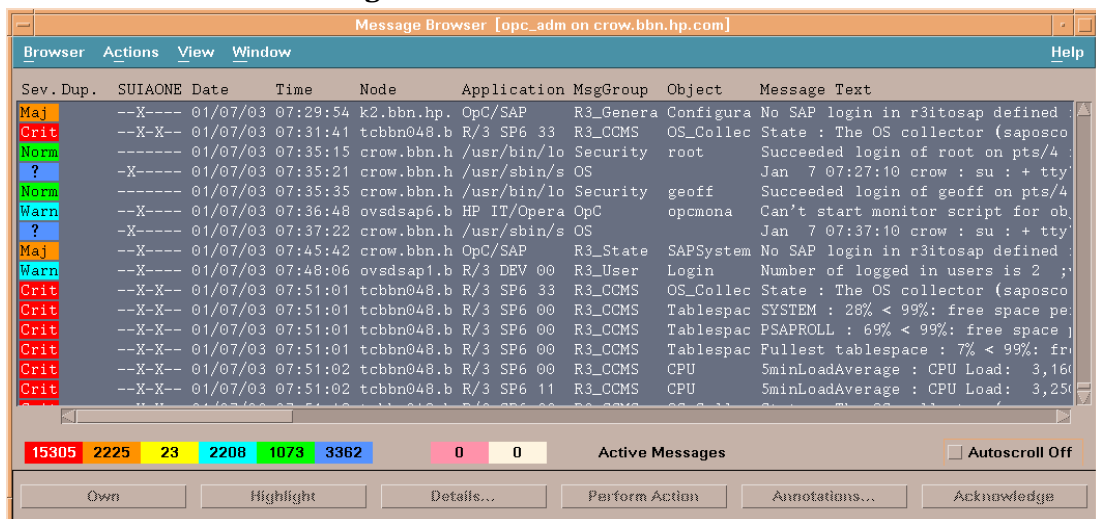 Message Browser [opc_adm on crow.bbn.hp.com]
Browser Actions View Window Help
Sev. Dup. SUIAONE Date Time Node Application MsgGroup Object Message Text
Maj --X---- 01/07/03 07:29:54 k2.bbn.hp. OpC/SAP R3_Genera Configura No SAP login in r3itosap defined
Crit --X---- 01/07/03 07:31:41 tcbbn048.b R/3 SP6 33 R3_CCMS OS_Collec State : The OS collector (saposco
Norm ------- 01/07/03 07:35:15 crow.bbn.h /usr/bin/lo Security root Succeeded login of root on pts/4
? -X----- 01/07/03 07:35:21 crow.bbn.h /usr/sbin/s OS Jan 7 07:27:10 crow : su : + tty
Norm ------- 01/07/03 07:35:35 crow.bbn.h /usr/bin/lo Security geoff Succeeded login of geoff on pts/4
Warn --X---- 01/07/03 07:36:48 ovsdsap6.b HP IT/Opera OpC opcmona Can't start monitor script for ob
? -X----- 01/07/03 07:37:22 crow.bbn.h /usr/sbin/s OS Jan 7 07:37:10 crow : su : + tty
Maj --X---- 01/07/03 07:45:42 crow.bbn.h OpC/SAP R3_State SAPSystem No SAP login in r3itosap defined
Warn --X---- 01/07/03 07:48:06 ovsdsap1.b R/3 DEV 00 R3_User Login Number of logged in users is 2 ;
Crit --X-X-- 01/07/03 07:51:01 tcbbn048.b R/3 SP6 33 R3_CCMS OS_Collec State : The OS collector (saposco
Crit --X-X-- 01/07/03 07:51:01 tcbbn048.b R/3 SP6 00 R3_CCMS Tablespac SYSTEM : 28% < 99%: free space pe
Crit --X-X-- 01/07/03 07:51:01 tcbbn048.b R/3 SP6 00 R3_CCMS Tablespac PSAPROLL : 69% < 99%: free space
Crit --X-X-- 01/07/03 07:51:01 tcbbn048.b R/3 SP6 00 R3_CCMS Tablespac Fullest tablespace : 7% < 99%: fr
Crit --X-X-- 01/07/03 07:51:02 tcbbn048.b R/3 SP6 00 R3_CCMS CPU 5minLoadAverage : CPU Load: 3,16
Crit --X-X-- 01/07/03 07:51:02 tcbbn048.b R/3 SP6 11 R3_CCMS CPU 5minLoadAverage : CPU Load: 3,25
15305 2225 23 2208 1073 3362 0 0 Active Messages Autoscroll Off
Own Highlight Details... Perform Action Annotations... Acknowledge